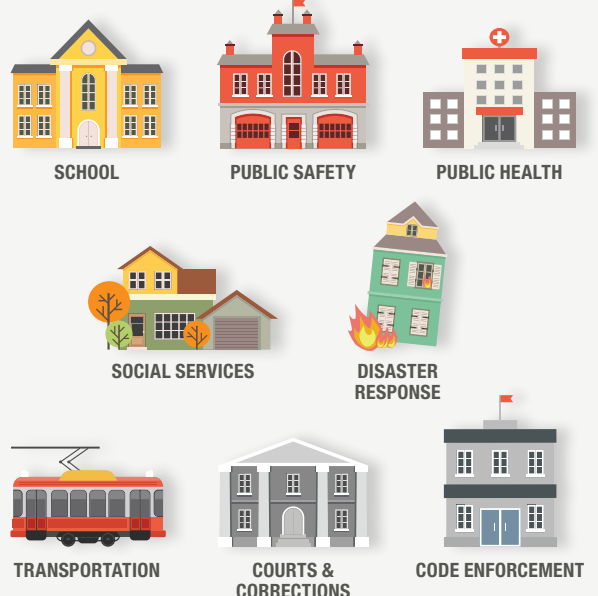 SCHOOL
PUBLIC SAFETY
PUBLIC HEALTH
SOCIAL SERVICES
DISASTER
RESPONSE
TRANSPORTATION
COURTS &
CORRECTIONS
CODE ENFORCEMENT